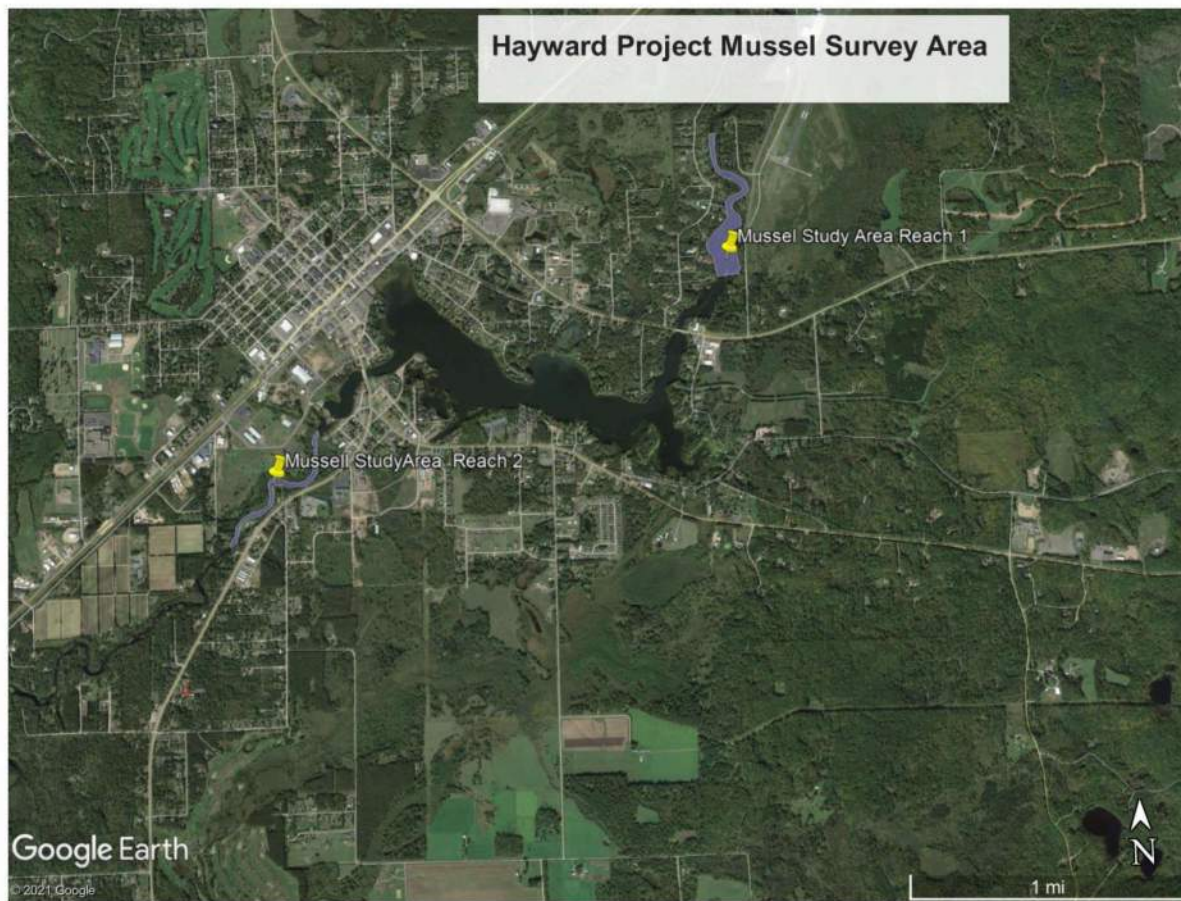 Hayward Project Mussel Survey Area
Mussel Study Area Reach 1
Mussell StudyArea Reach 2
Google Earth
© 2021 Google
N
1 mi